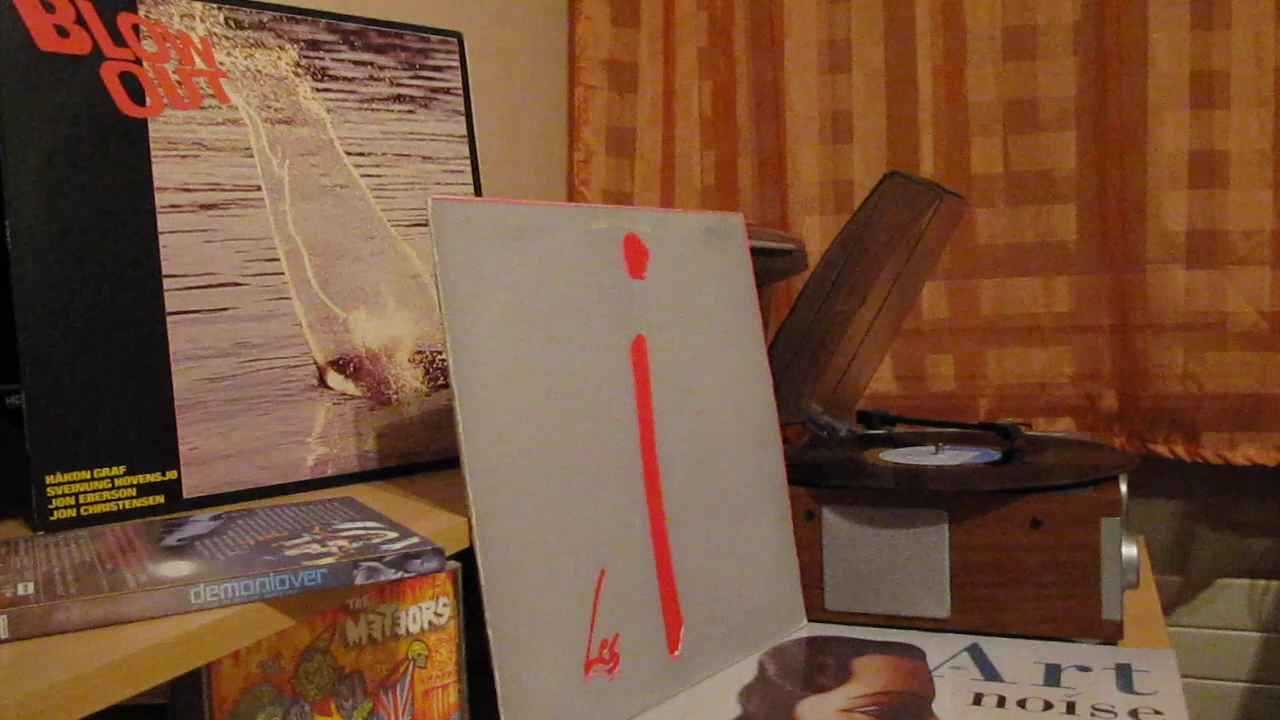 BLOW
OUT
HÅKON GRAF
SVEINUNG HOVENSJØ
JON EBERSON
JON CHRISTENSEN
demonlover
THE
METEORS
i
Les
Art
noise